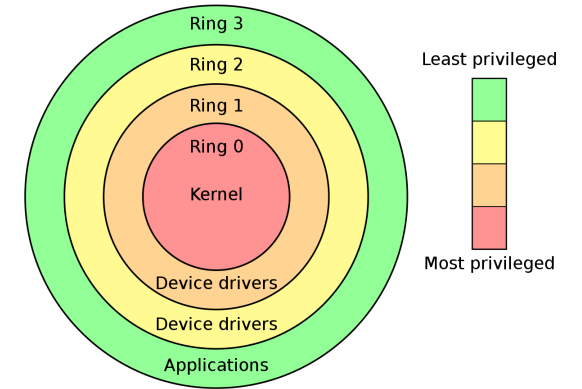 Ring 3
Ring 2
Ring 1
Ring 0
Kernel
Device drivers
Device drivers
Applications
Least privileged
Most privileged